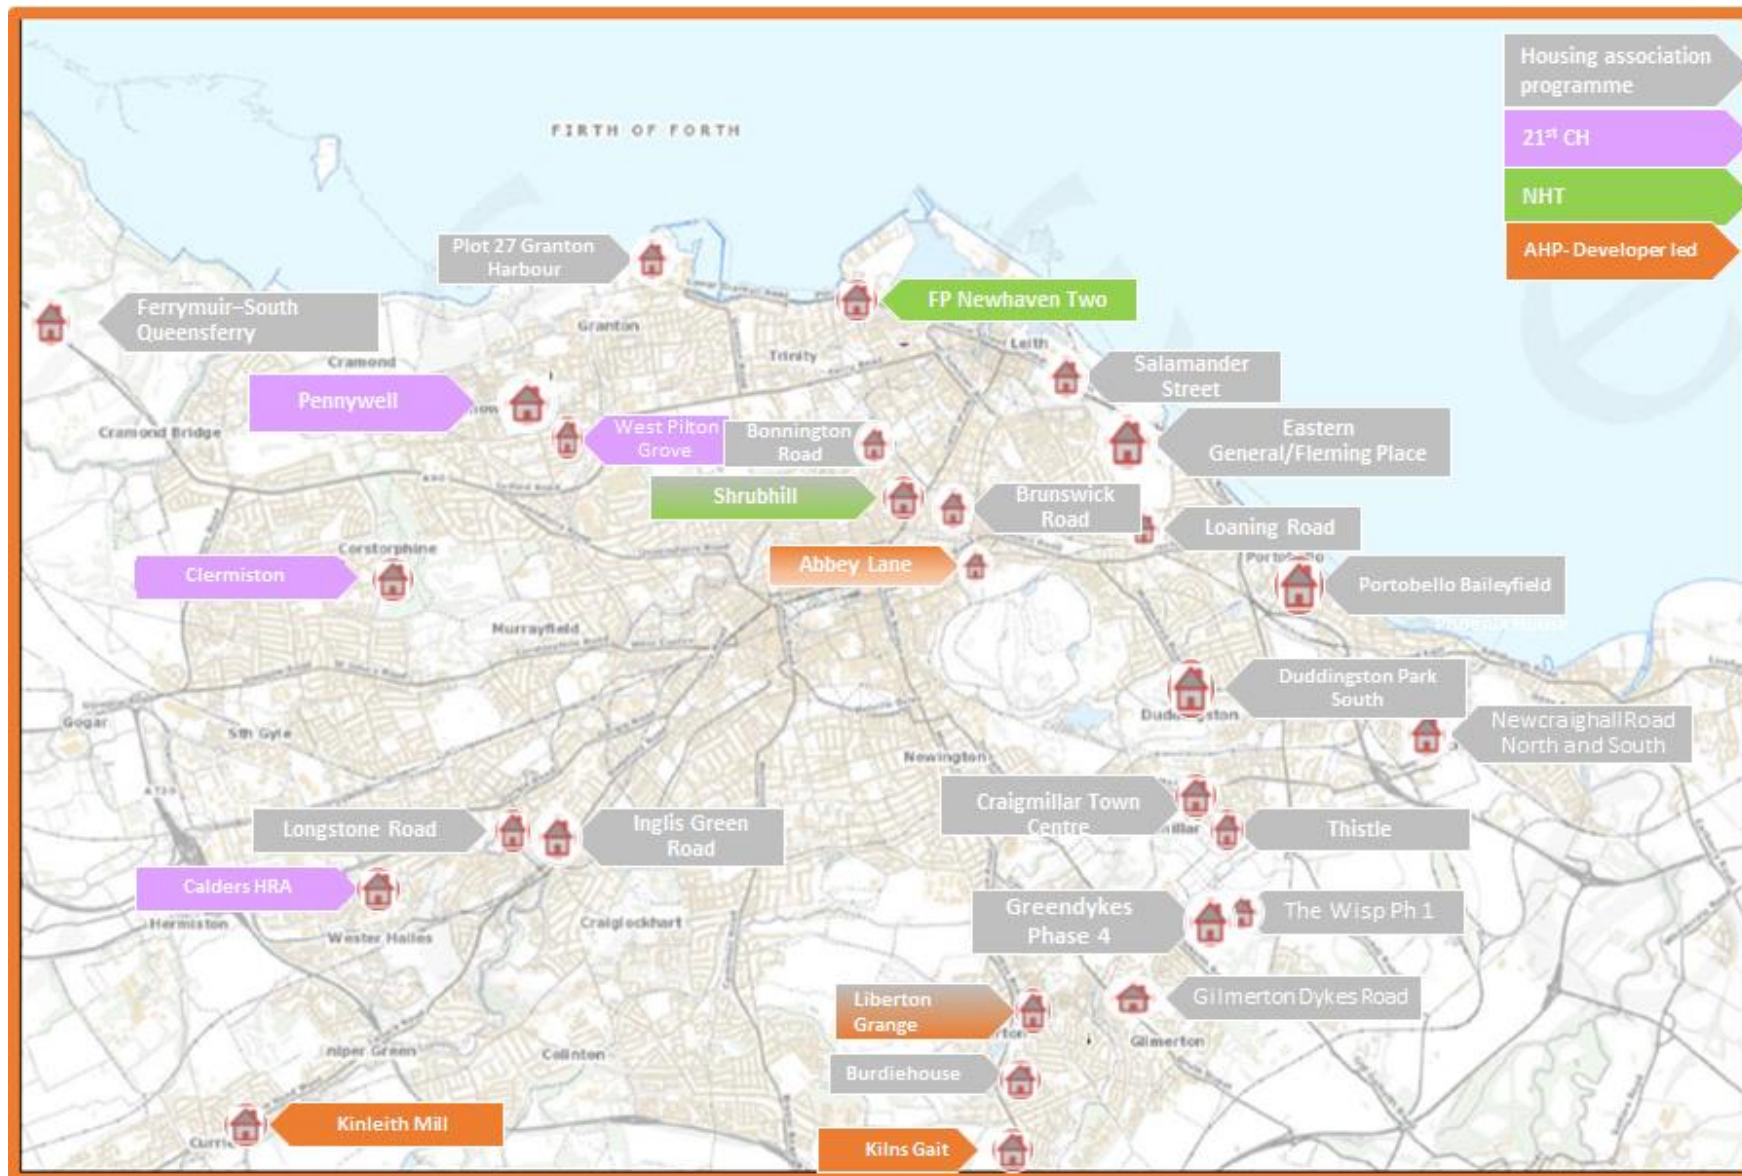 Housing association
programme
21st CH
NHT
AHP- Developer led
FIRTH OF FORTH
Plot 27 Granton
Harbour
Ferrymuir–South
Queensferry
FP Newhaven Two
Granton
Trinity
Leith
Cramond
Salamander
Street
Pennywell
Cramond Bridge
West Pilton
Grove
Bonnington
Road
Eastern
General/Fleming Place
Shrubhill
Brunswick
Road
Loaning Road
Corstorphine
Clermiston
Abbey Lane
Portobello Baileyfield
Murrayfield
Duddingston Park
South
Gogar
Sth Gyle
Newington
Newcraighall Road
North and South
Craigmillar Town
Centre
Thistle
Longstone Road
Inglis Green
Road
Calders HRA
Hermiston
Wester Hailes
Craiglockhart
Greendykes
Phase 4
The Wisp Ph 1
Liberton
Grange
Gilmerton Dykes Road
niper Green
Colinton
Gilmerton
Burdiehouse
Kinleith Mill
Kilns Gait